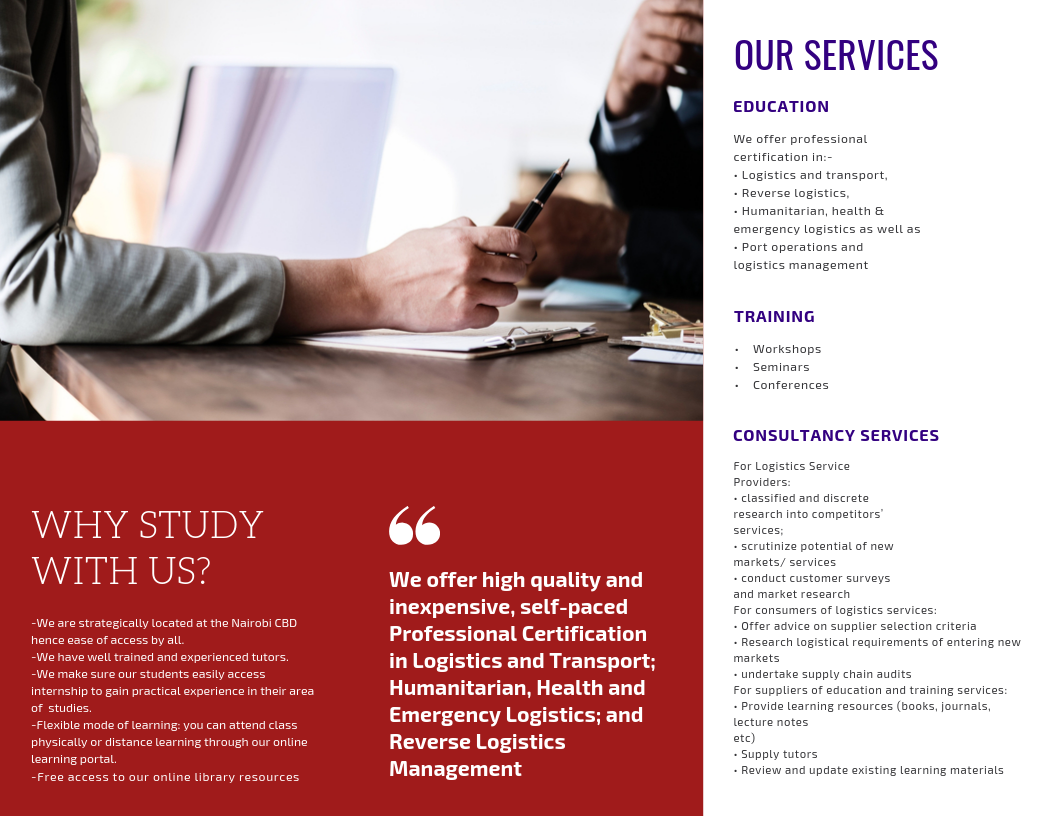 OUR SERVICES
EDUCATION
We offer professional
certification in:-
• Logistics and transport,
• Reverse logistics,
• Humanitarian, health &
emergency logistics as well as
• Port operations and
logistics management
TRAINING
• Workshops
• Seminars
• Conferences
CONSULTANCY SERVICES
For Logistics Service
Providers:
• classified and discrete
research into competitors'
services;
• scrutinize potential of new
markets/ services
• conduct customer surveys
and market research
For consumers of logistics services:
• Offer advice on supplier selection criteria
• Research logistical requirements of entering new
markets
• undertake supply chain audits
For suppliers of education and training services:
• Provide learning resources (books, journals,
lecture notes
etc)
• Supply tutors
• Review and update existing learning materials
WHY STUDY
WITH US?
-We are strategically located at the Nairobi CBD
hence ease of access by all.
-We have well trained and experienced tutors.
-We make sure our students easily access
internship to gain practical experience in their area
of  studies.
-Flexible mode of learning; you can attend class
physically or distance learning through our online
learning portal.
-Free access to our online library resources
“
We offer high quality and
inexpensive, self-paced
Professional Certification
in Logistics and Transport;
Humanitarian, Health and
Emergency Logistics; and
Reverse Logistics
Management